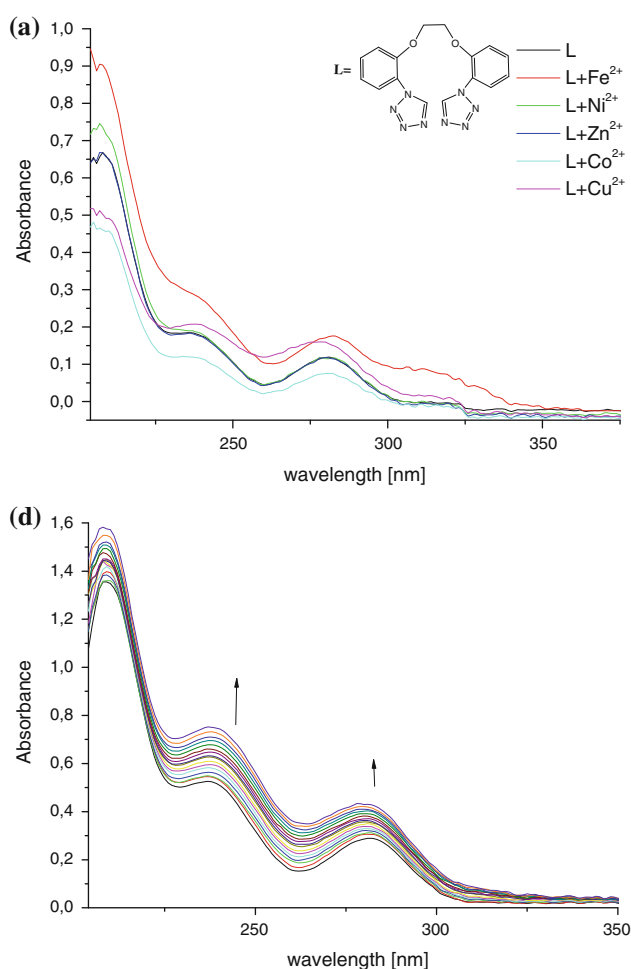 (a)
1,0
0,9
0,8
0,7
0,6
0,5
0,4
0,3
0,2
0,1
0,0
Absorbance
250
300
350
wavelength [nm]
L=
O
O
N
N
N
N
N
N
N
N
L
L+Fe²⁺
L+Ni²⁺
L+Zn²⁺
L+Co²⁺
L+Cu²⁺
(d)
1,6
1,4
1,2
1,0
0,8
0,6
0,4
0,2
0,0
Absorbance
250
300
350
wavelength [nm]